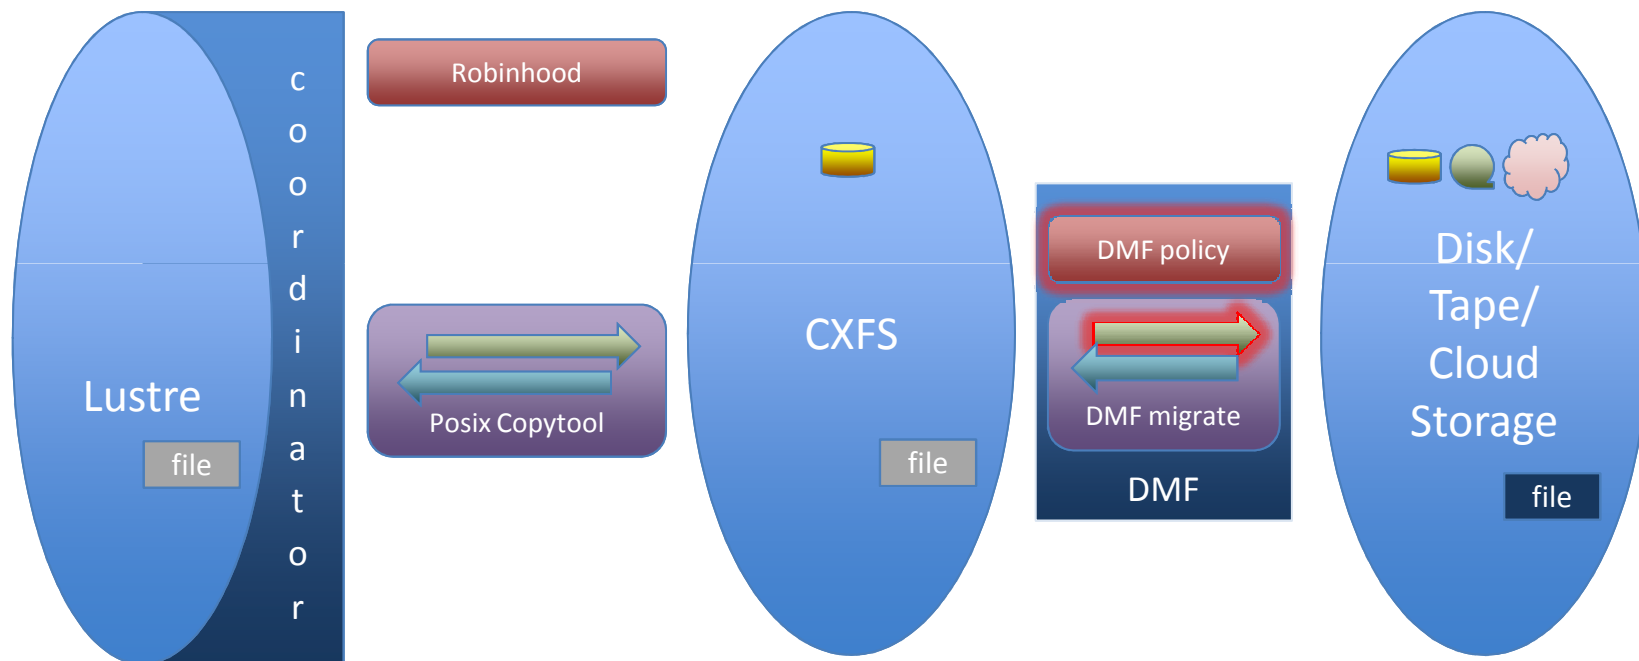 Lustre
file
c
o
o
r
d
i
n
a
t
o
r
Robinhood
Posix Copytool
CXFS
file
DMF policy
DMF migrate
DMF
Disk/
Tape/
Cloud
Storage
file